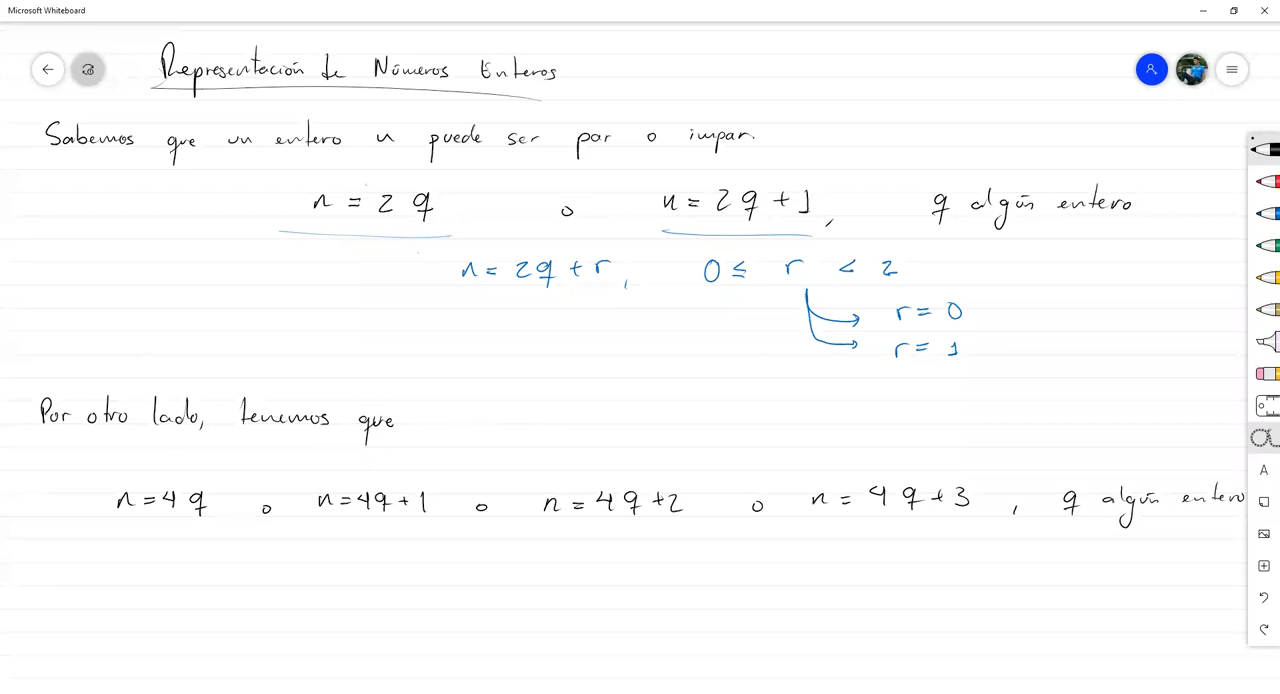 Microsoft Whiteboard
Representación de Números Enteros
Sabemos que un entero n puede ser par o impar.
n = 2q o n = 2q + 1, q algún entero
n = 2q + r, 0 ≤ r < 2
r = 0
r = 1
Por otro lado, tenemos que
n = 4q o n = 4q + 1 o n = 4q + 2 o n = 4q + 3, q algún entero
A